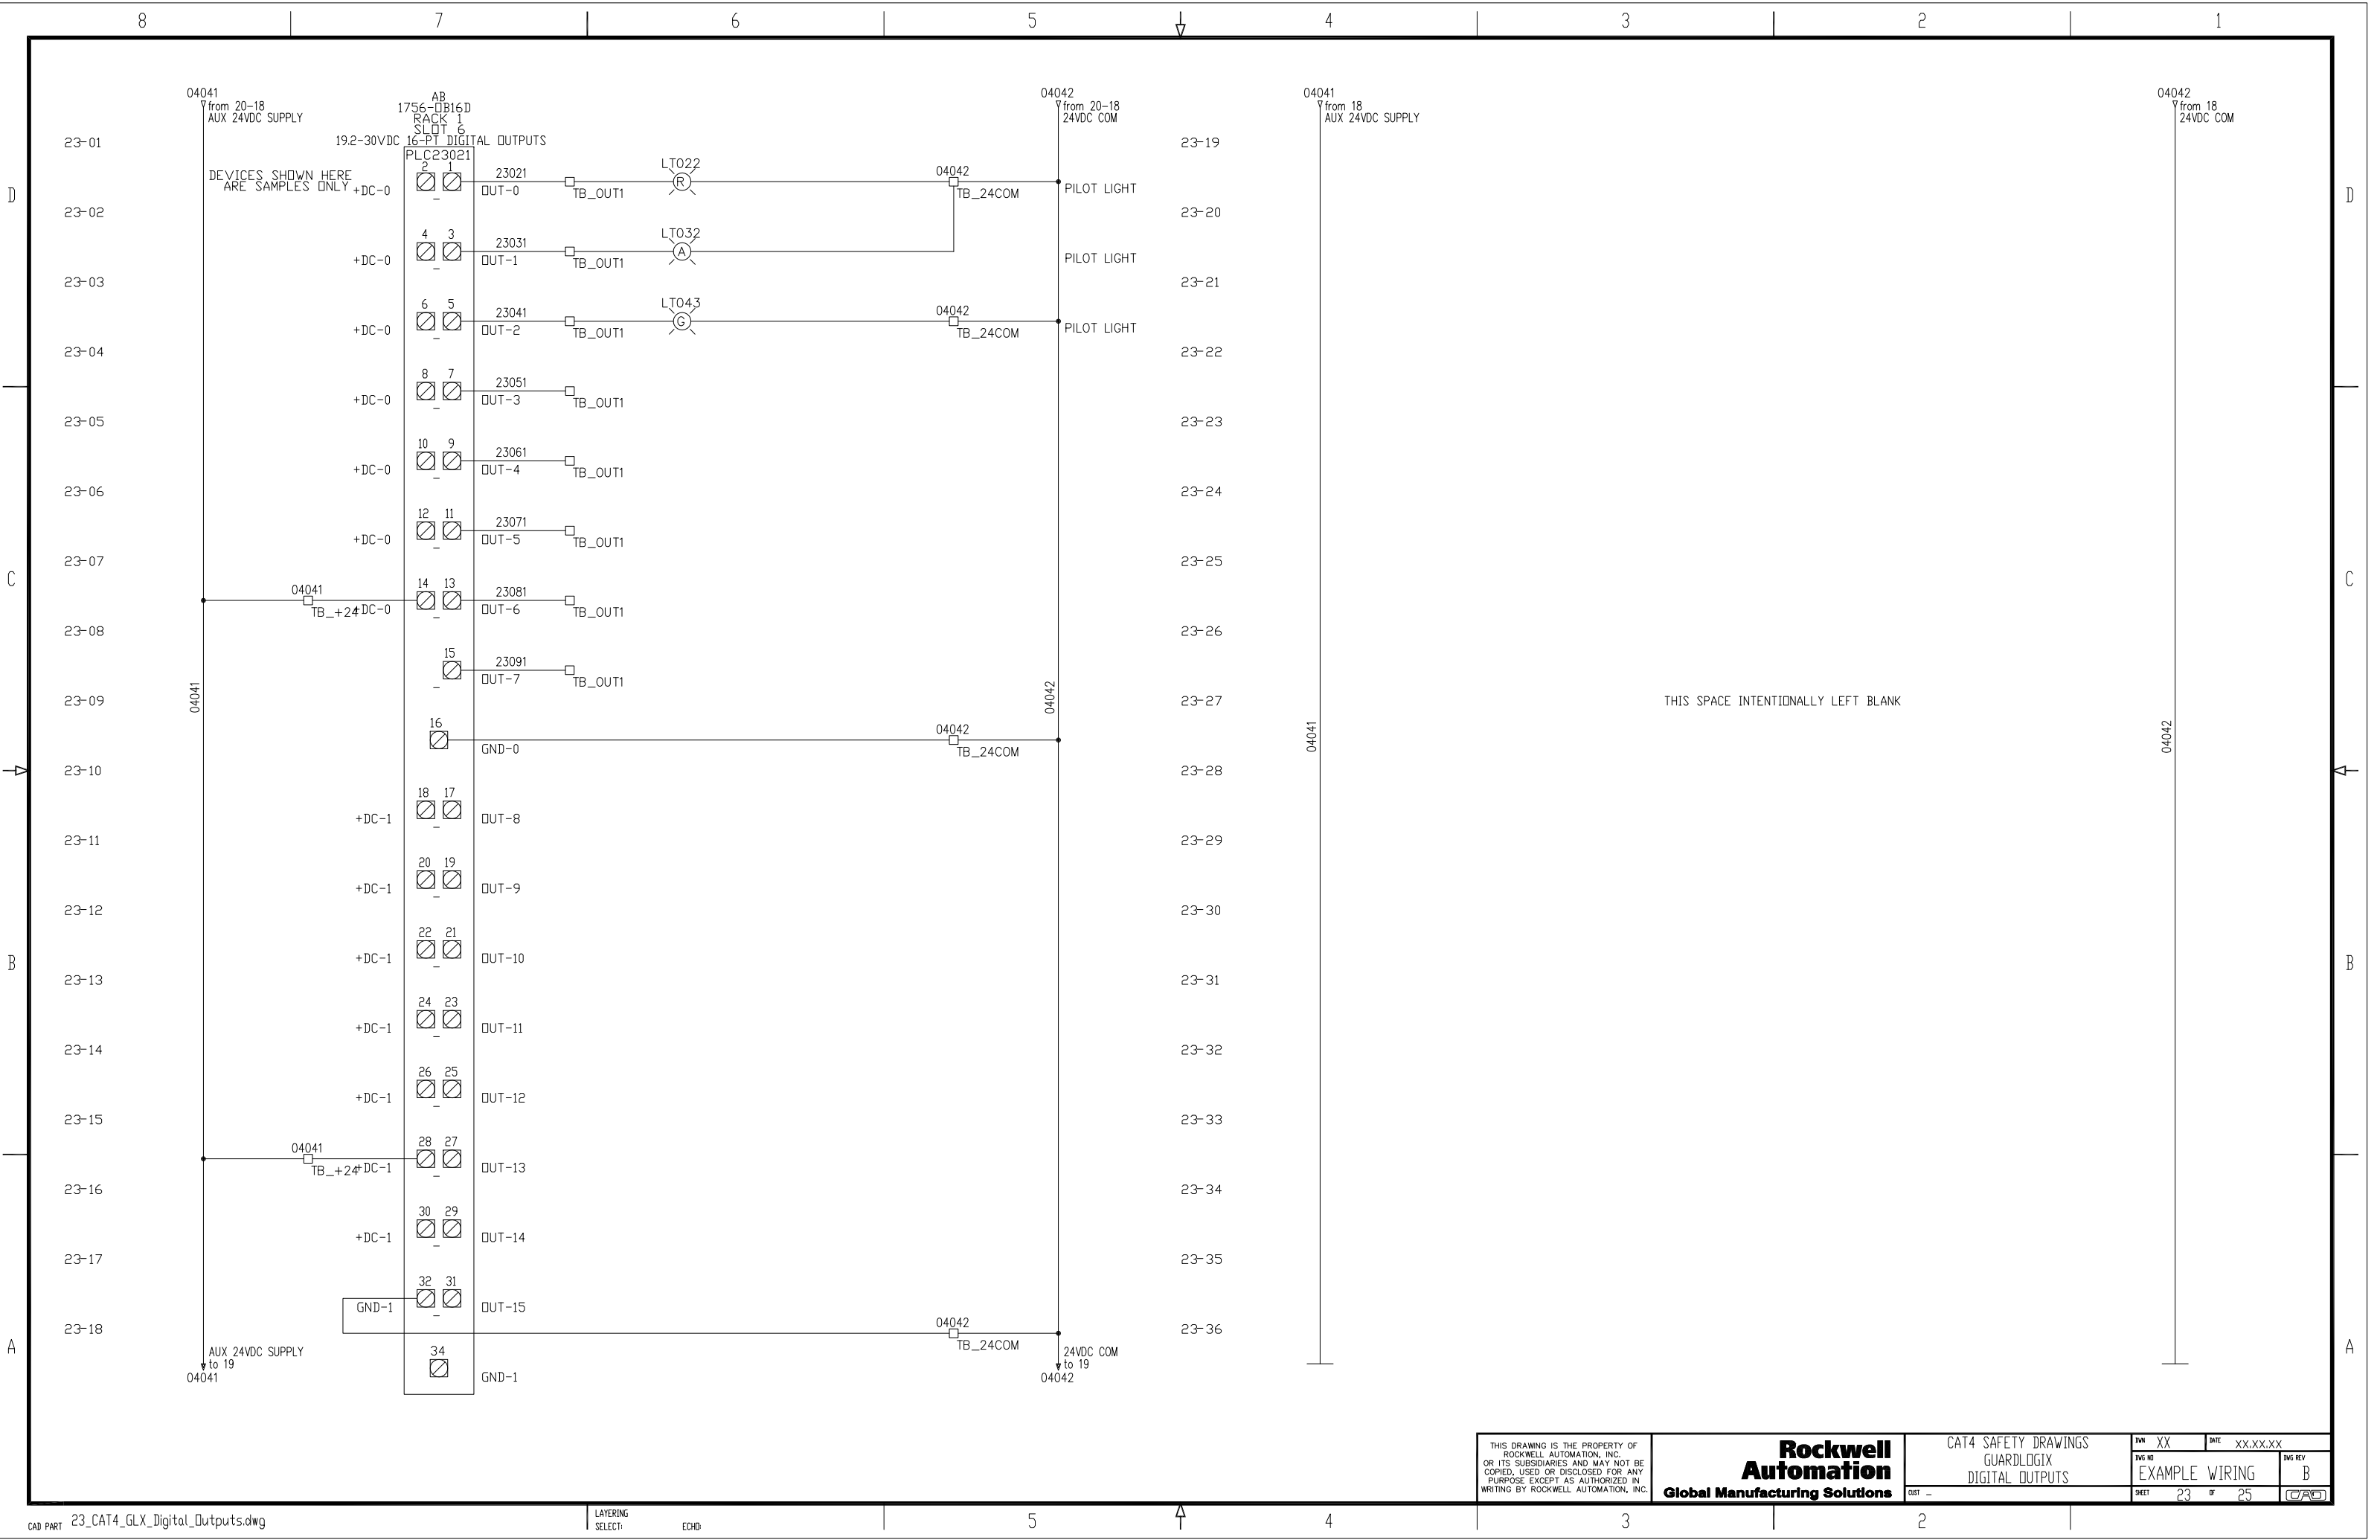 8 7 6 5 4 3 2 1
04041
from 20-18
AUX 24VDC SUPPLY
AB
1756-OB16D
RACK 1
SLOT 6
19.2-30VDC 16-PT DIGITAL OUTPUTS
PLC23021
04042
from 20-18
24VDC COM
04041
from 18
AUX 24VDC SUPPLY
04042
from 18
24VDC COM
23-01
23-19
DEVICES SHOWN HERE
ARE SAMPLES ONLY
D
+DC-0
2 1
-
23021
OUT-0
TB_OUT1
LT022
R
04042
TB_24COM
PILOT LIGHT
D
23-02
23-20
+DC-0
4 3
-
23031
OUT-1
TB_OUT1
LT032
A
PILOT LIGHT
23-03
23-21
+DC-0
6 5
-
23041
OUT-2
TB_OUT1
LT043
G
04042
TB_24COM
PILOT LIGHT
23-04
23-22
+DC-0
8 7
-
23051
OUT-3
TB_OUT1
23-05
23-23
+DC-0
10 9
-
23061
OUT-4
TB_OUT1
23-06
23-24
+DC-0
12 11
-
23071
OUT-5
TB_OUT1
23-07
23-25
C
04041
TB_+24
+DC-0
14 13
-
23081
OUT-6
TB_OUT1
C
23-08
23-26
15
-
23091
OUT-7
TB_OUT1
04041
04042
23-09
23-27
THIS SPACE INTENTIONALLY LEFT BLANK
16
GND-0
04042
TB_24COM
04041
04042
23-10
23-28
+DC-1
18 17
-
OUT-8
23-11
23-29
+DC-1
20 19
-
OUT-9
23-12
23-30
+DC-1
22 21
-
OUT-10
B
B
23-13
23-31
+DC-1
24 23
-
OUT-11
23-14
23-32
+DC-1
26 25
-
OUT-12
23-15
23-33
04041
TB_+24
+DC-1
28 27
-
OUT-13
23-16
23-34
+DC-1
30 29
-
OUT-14
23-17
23-35
GND-1
32 31
-
OUT-15
23-18
23-36
04042
TB_24COM
A
AUX 24VDC SUPPLY
to 19
04041
34
GND-1
24VDC COM
to 19
04042
A
THIS DRAWING IS THE PROPERTY OF
ROCKWELL AUTOMATION, INC.
OR ITS SUBSIDIARIES AND MAY NOT BE
COPIED, USED OR DISCLOSED FOR ANY
PURPOSE EXCEPT AS AUTHORIZED IN
WRITING BY ROCKWELL AUTOMATION, INC.
Rockwell
Automation
Global Manufacturing Solutions
CAT4 SAFETY DRAWINGS
GUARDLOGIX
DIGITAL OUTPUTS
CUST -
DWN XX
DATE XX.XX.XX
DWG NO
EXAMPLE WIRING
DWG REV
B
SHEET 23 OF 25
CAD
CAD PART 23_CAT4_GLX_Digital_Outputs.dwg
LAYERING
SELECT: ECHO:
5 4 3 2